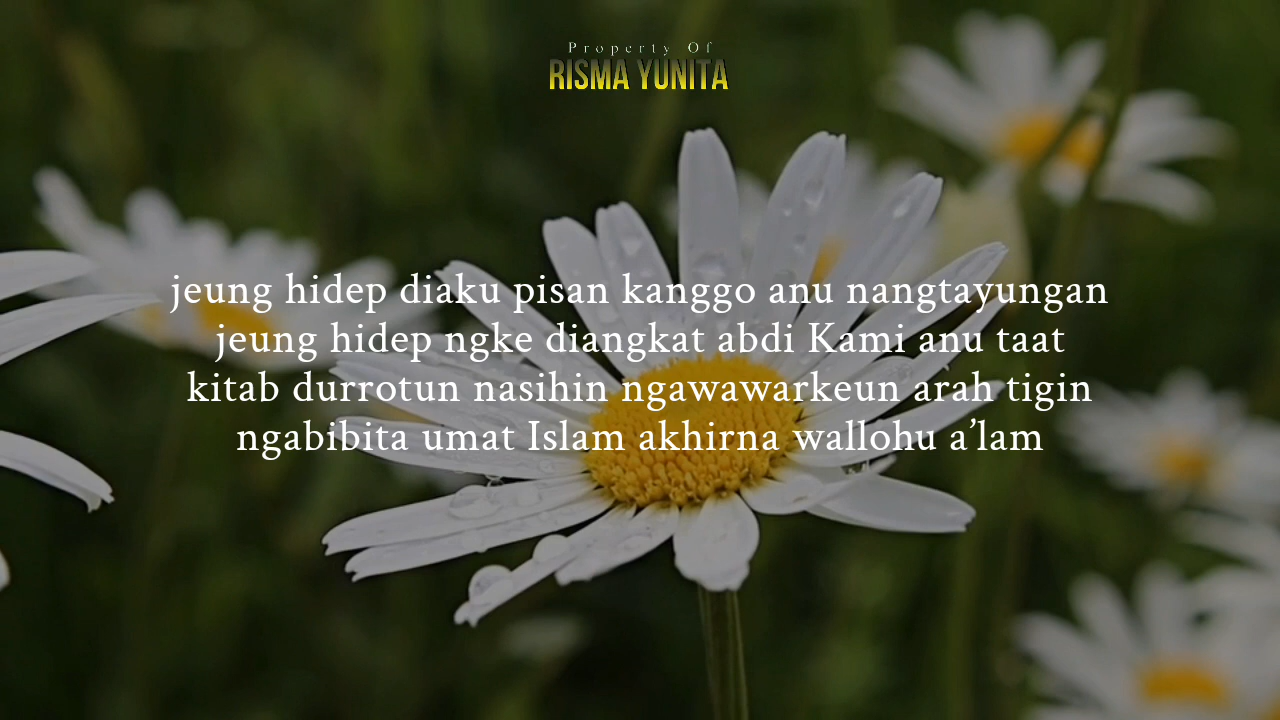 Property Of
RISMA YUNITA
jeung hidep diaku pisan kanggo anu nangtayungan
jeung hidep ngke diangkat abdi Kami anu taat
kitab durrotun nasihin ngawawarkeun arah tigin
ngabibita umat Islam akhirna wallohu a’lam